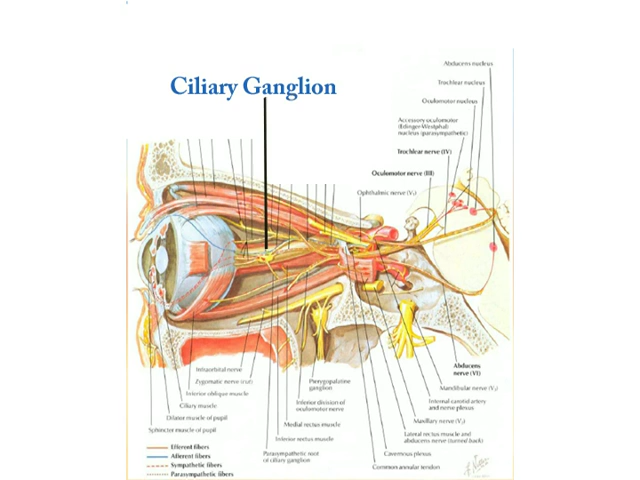 Ciliary Ganglion
Abducens nucleus
Trochlear nucleus
Oculomotor nucleus
Accessory oculomotor
(Edinger-Westphal)
nucleus (parasympathetic)
Trochlear nerve (IV)
Oculomotor nerve (III)
Ophthalmic nerve (V₁)
Infraorbital nerve
Zygomatic nerve (cut)
Inferior oblique muscle
Ciliary muscle
Dilator muscle of pupil
Sphincter muscle of pupil
Efferent fibers
Afferent fibers
Sympathetic fibers
Parasympathetic fibers
Pterygopalatine
ganglion
Inferior division of
oculomotor nerve
Medial rectus muscle
Inferior rectus muscle
Parasympathetic root
of ciliary ganglion
Abducens
nerve (VI)
Mandibular nerve (V₃)
Internal carotid artery
and nerve plexus
Maxillary nerve (V₂)
Lateral rectus muscle and
abducens nerve (turned back)
Cavernous plexus
Common annular tendon